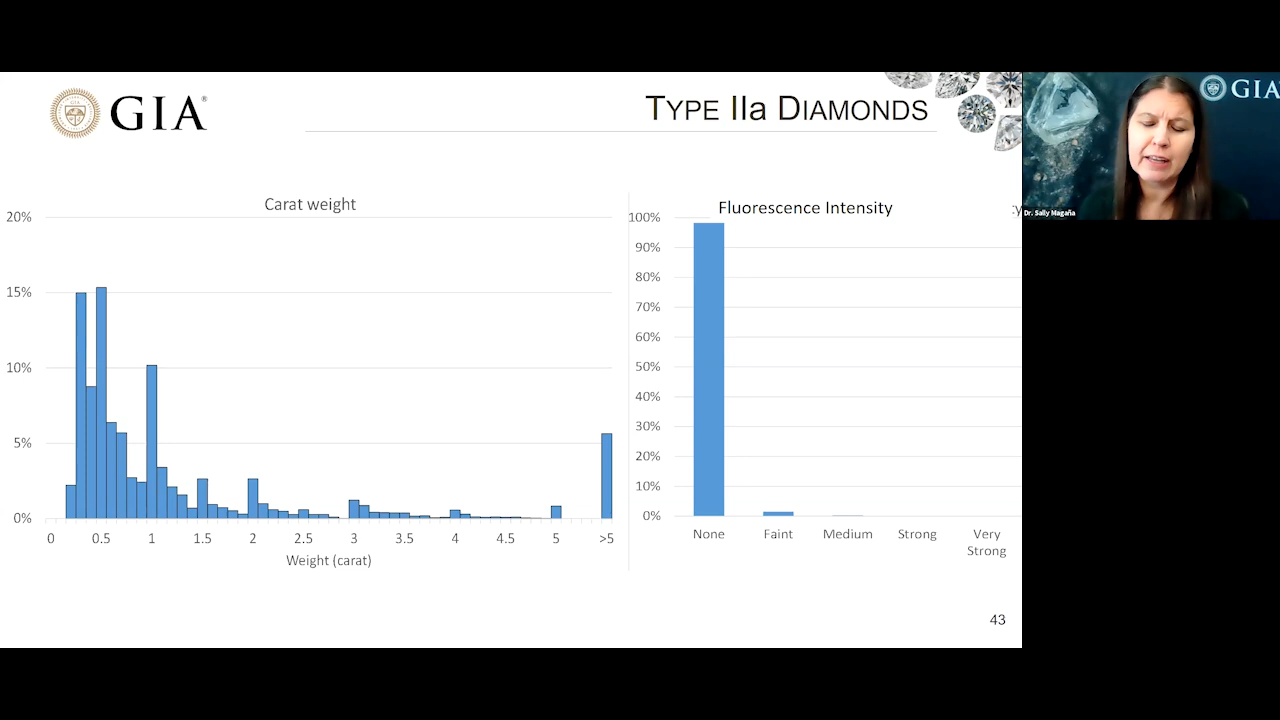 GIA®
TYPE IIa DIAMONDS
GIA
Dr. Sally Magaña
Carat weight
20%
15%
10%
5%
0%
0 0.5 1 1.5 2 2.5 3 3.5 4 4.5 5 >5
Weight (carat)
Fluorescence Intensity
100%
90%
80%
70%
60%
50%
40%
30%
20%
10%
0%
None Faint Medium Strong Very
Strong
43